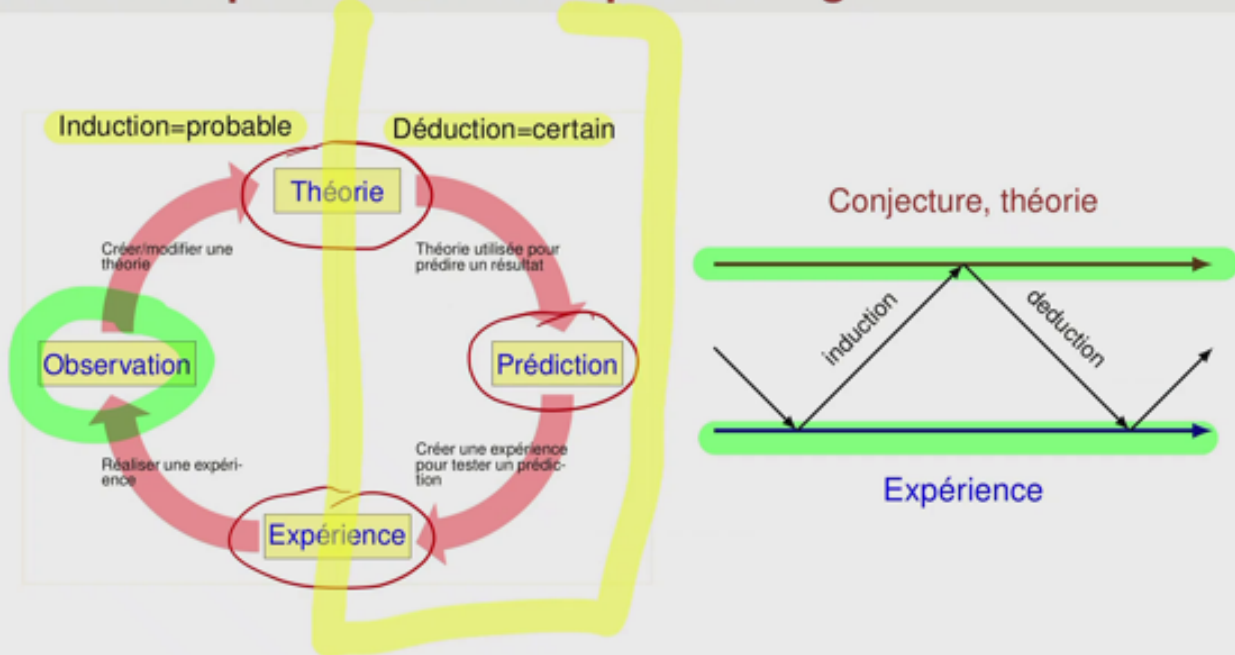 Induction=probable
Déduction=certain
Théorie
Créer/modifier une
théorie
Théorie utilisée pour
prédire un résultat
Observation
Prédiction
Réaliser une expéri-
ence
Créer une expérience
pour tester un prédic-
tion
Expérience
Conjecture, théorie
induction
deduction
Expérience